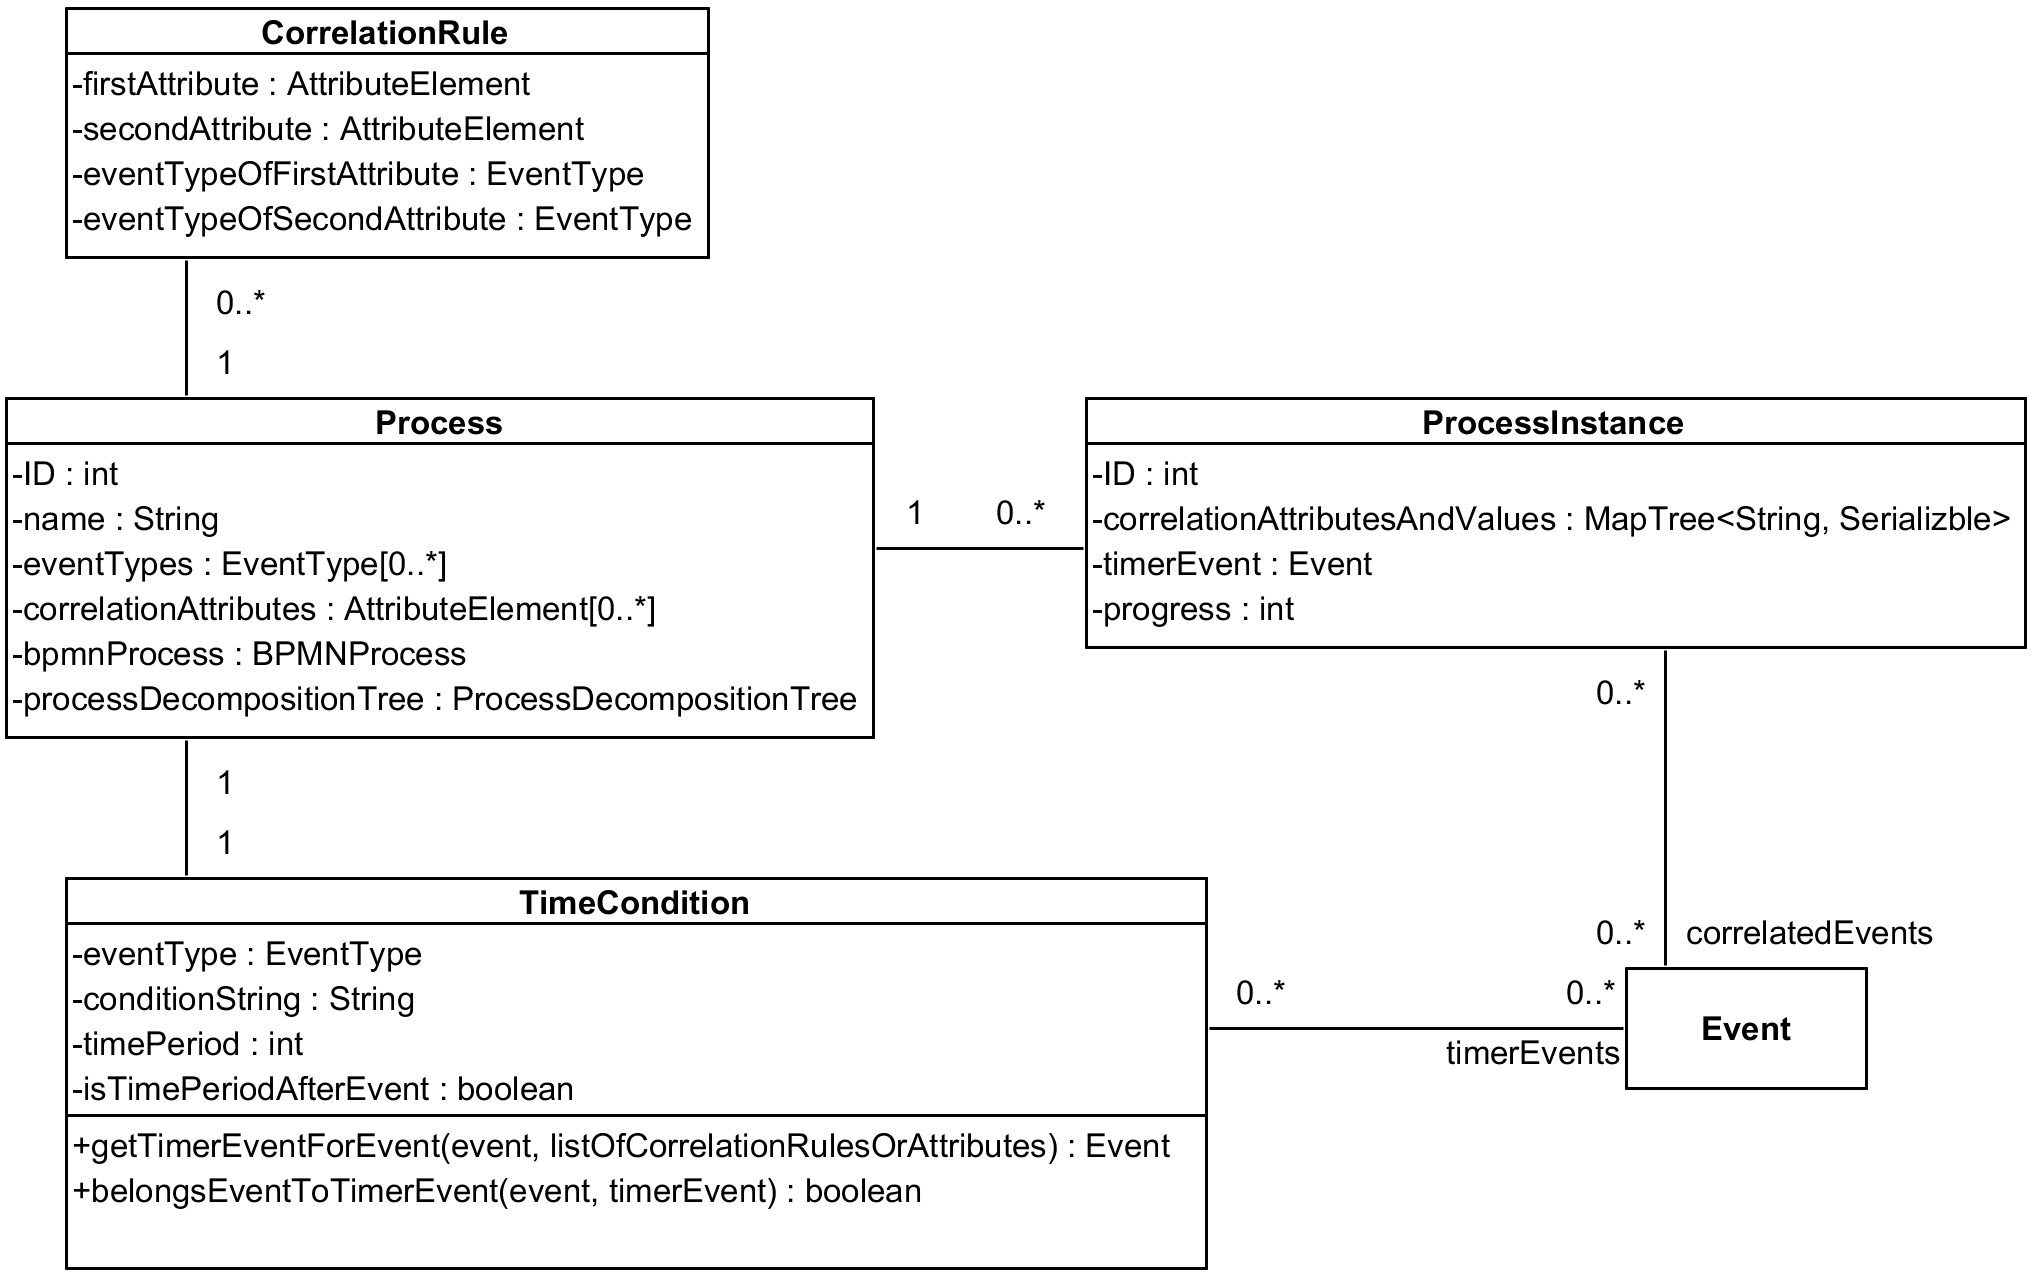 CorrelationRule
-firstAttribute : AttributeElement
-secondAttribute : AttributeElement
-eventTypeOfFirstAttribute : EventType
-eventTypeOfSecondAttribute : EventType
0..*
1
Process
-ID : int
-name : String
-eventTypes : EventType[0..*]
-correlationAttributes : AttributeElement[0..*]
-bpmnProcess : BPMNProcess
-processDecompositionTree : ProcessDecompositionTree
1
0..*
ProcessInstance
-ID : int
-correlationAttributesAndValues : MapTree<String, Serializble>
-timerEvent : Event
-progress : int
0..*
0..*
correlatedEvents
1
1
TimeCondition
-eventType : EventType
-conditionString : String
-timePeriod : int
-isTimePeriodAfterEvent : boolean
+getTimerEventForEvent(event, listOfCorrelationRulesOrAttributes) : Event
+belongsEventToTimerEvent(event, timerEvent) : boolean
0..*
0..*
timerEvents
Event